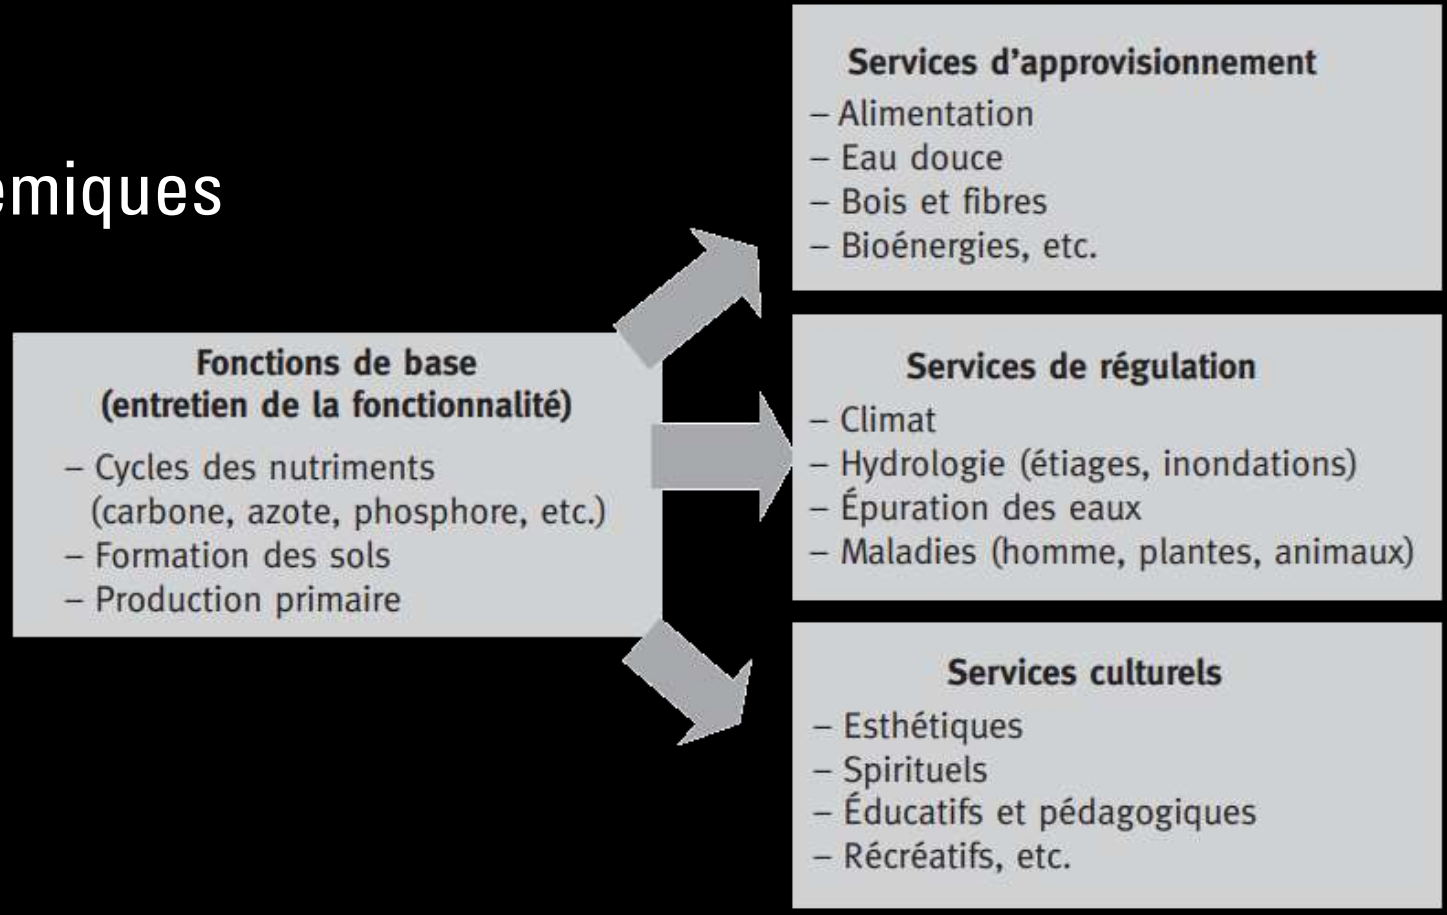 émiques
Fonctions de base
(entretien de la fonctionnalité)
– Cycles des nutriments
(carbone, azote, phosphore, etc.)
– Formation des sols
– Production primaire
Services d’approvisionnement
– Alimentation
– Eau douce
– Bois et fibres
– Bioénergies, etc.
Services de régulation
– Climat
– Hydrologie (étiages, inondations)
– Épuration des eaux
– Maladies (homme, plantes, animaux)
Services culturels
– Esthétiques
– Spirituels
– Éducatifs et pédagogiques
– Récréatifs, etc.